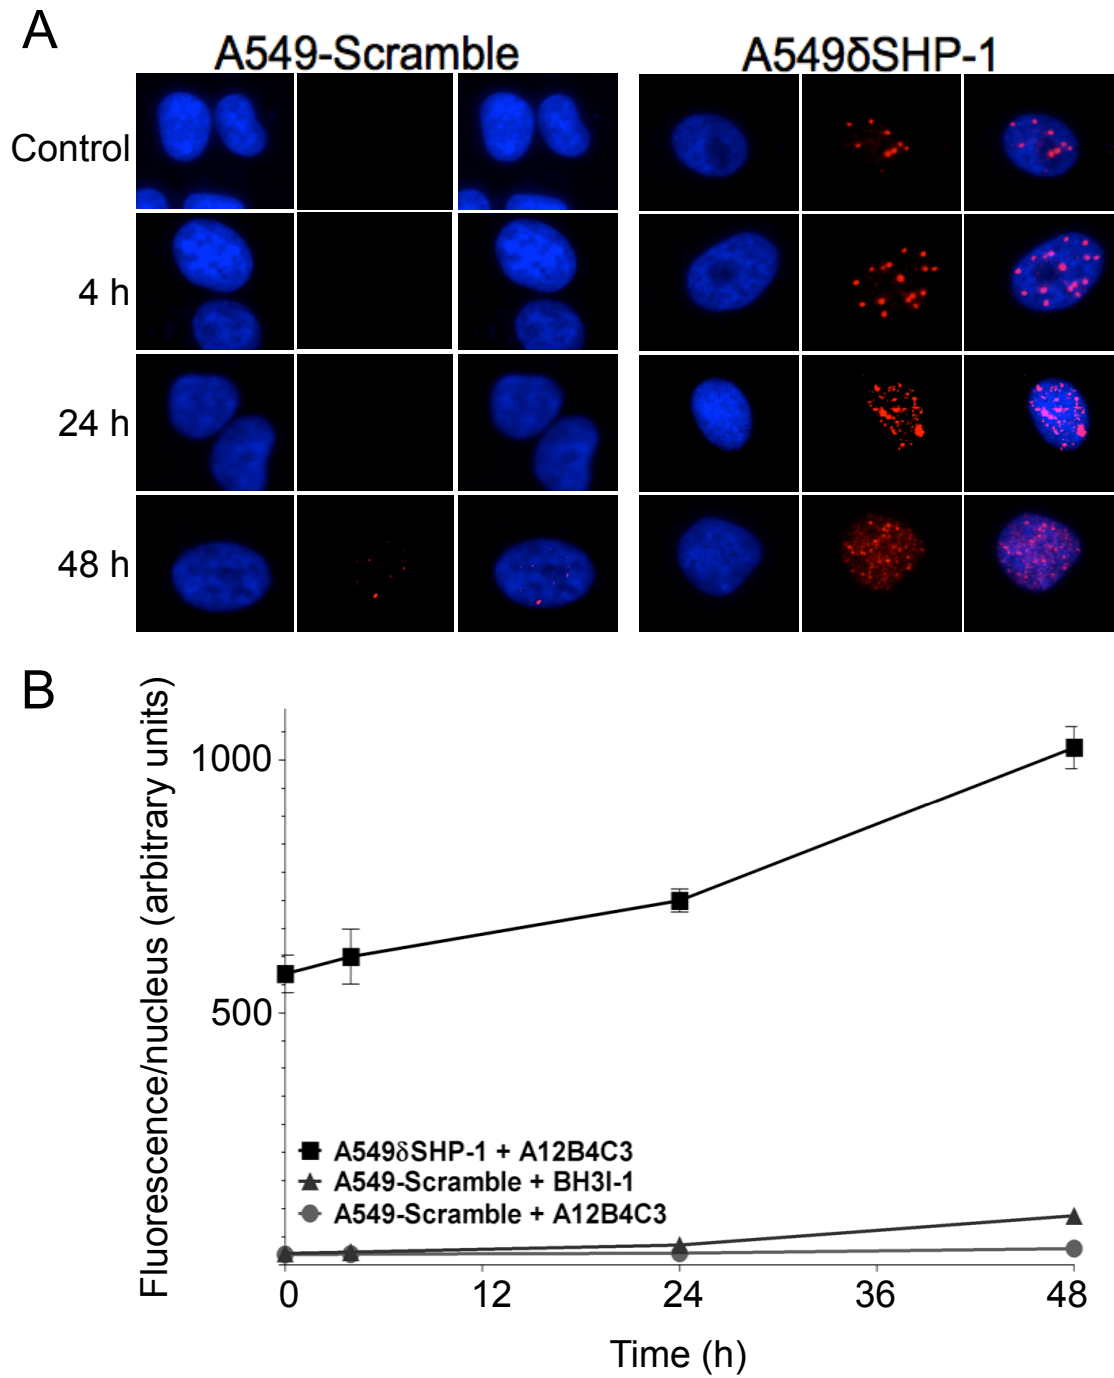 A
A549-Scramble
A549δSHP-1
Control
4 h
24 h
48 h
B
Fluorescence/nucleus (arbitrary units)
1000
500
A549δSHP-1 + A12B4C3
A549-Scramble + BH3I-1
A549-Scramble + A12B4C3
0 12 24 36 48
Time (h)